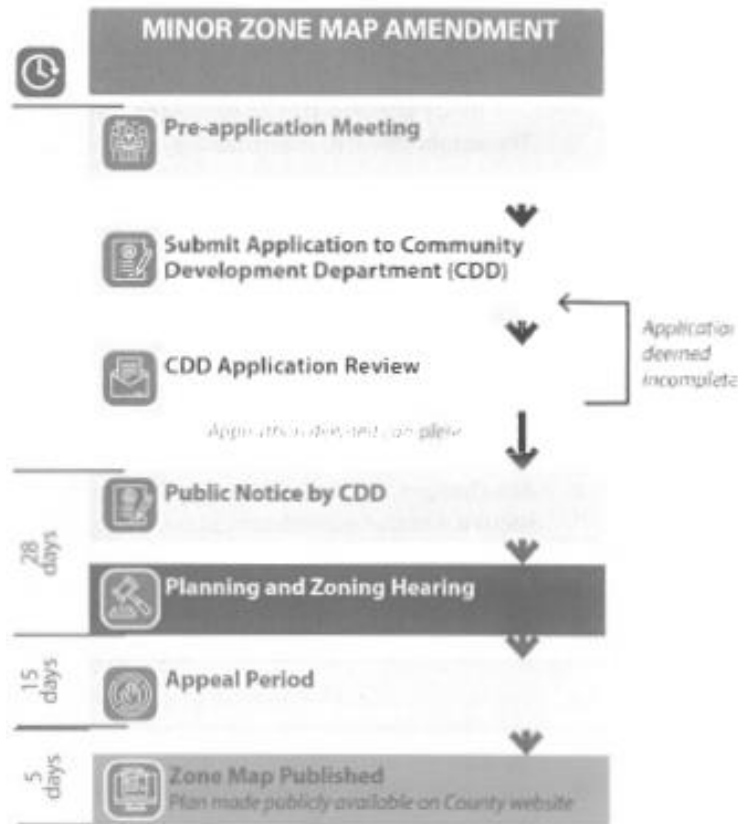 MINOR ZONE MAP AMENDMENT
Pre-application Meeting
Submit Application to Community
Development Department (CDD)
Application
deemed
incomplete
CDD Application Review
Public Notice by CDD
28
days
Planning and Zoning Hearing
15
days
Appeal Period
5
days
Zone Map Published
Plan made publicly available on County website